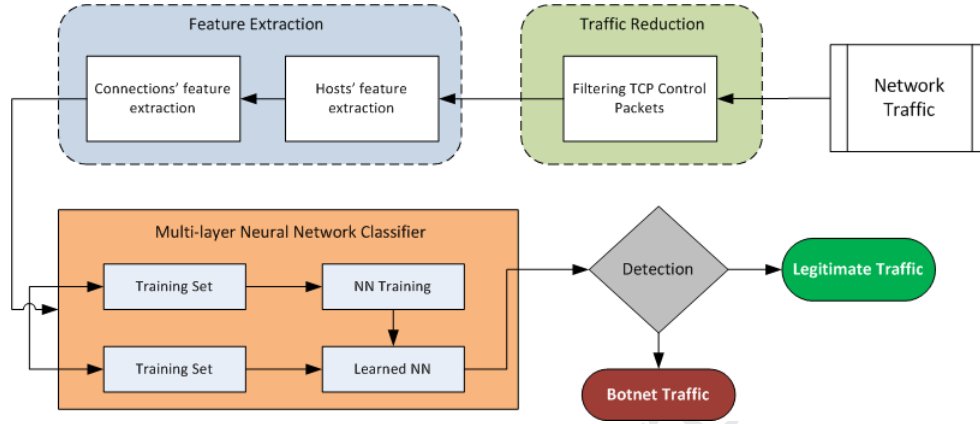 Feature Extraction
Traffic Reduction
Connections' feature
extraction
Hosts' feature
extraction
Filtering TCP Control
Packets
Network
Traffic
Multi-layer Neural Network Classifier
Training Set
NN Training
Training Set
Learned NN
Detection
Legitimate Traffic
Botnet Traffic